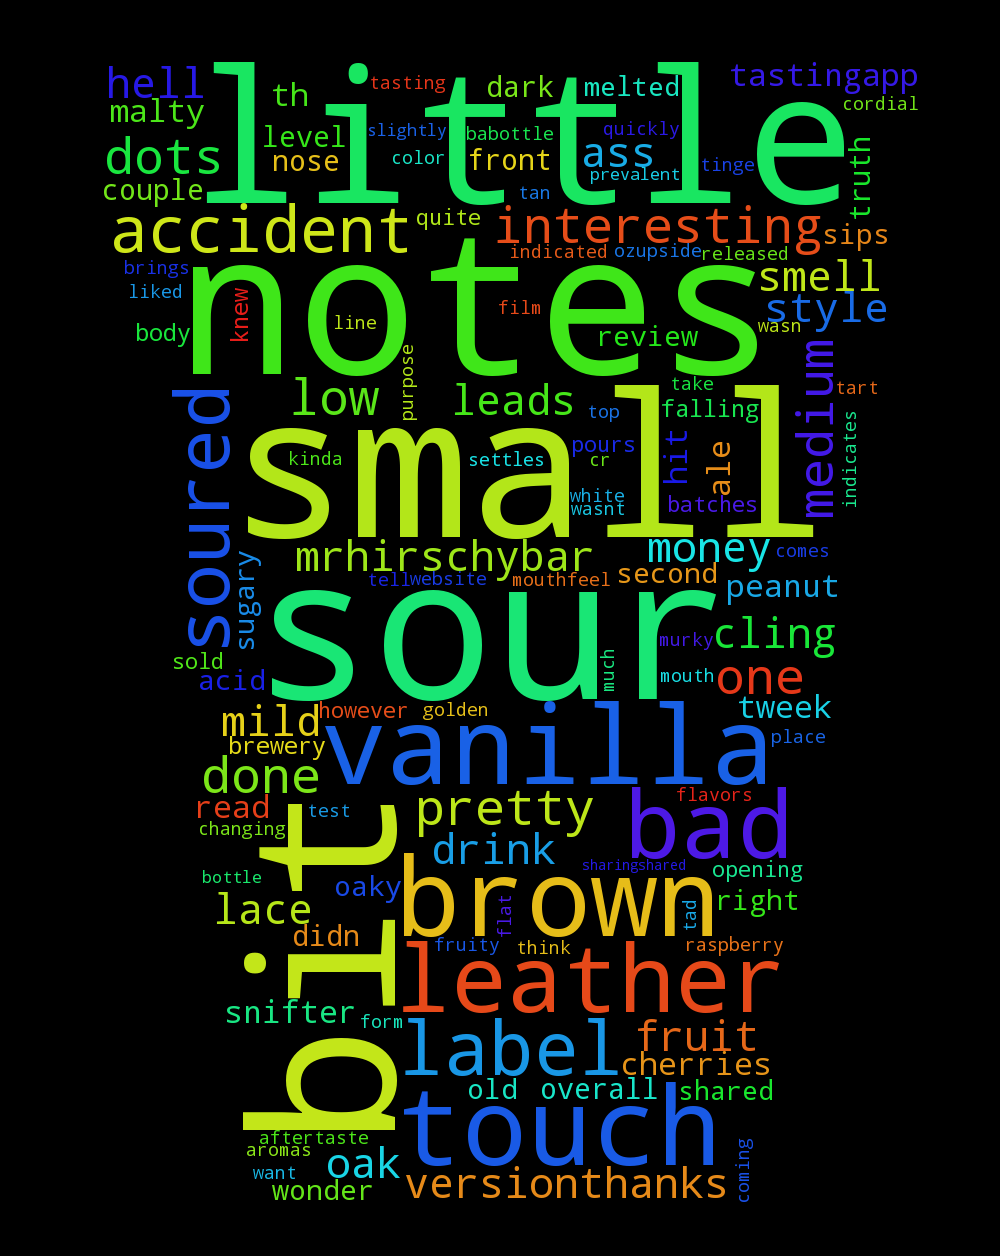 little
hell
th
tasting
dark
melted
tastingapp
malty
cordial
level
slightly
babottle
quickly
dots
nose
color
front
ass
tinge
truth
couple
prevalent
tan
accident
quite
interesting
sips
notes
brings
indicated
ozupside
released
liked
smell
style
body
knew
line
film
review
wasn
low
purpose
leads
take
medium
tart
soured
small
top
falling
indicates
kinda
settles
pours
cr
hit
ale
white
wasnt
batches
mrhirschybar
money
comes
sugary
tell
website
mouthfeel
second
peanut
sour
murky
cling
sold
acid
much
mouth
one
mild
however
golden
tweek
brewery
vanilla
place
done
read
test
pretty
flavors
bad
changing
bit
drink
sharingshared
opening
bottle
oaky
brown
lace
flat
tad
right
didn
fruity
think
raspberry
leather
snifter
form
label
fruit
cherries
old
overall
shared
touch
aftertaste
aromas
want
oak
wonder
versionthanks
coming